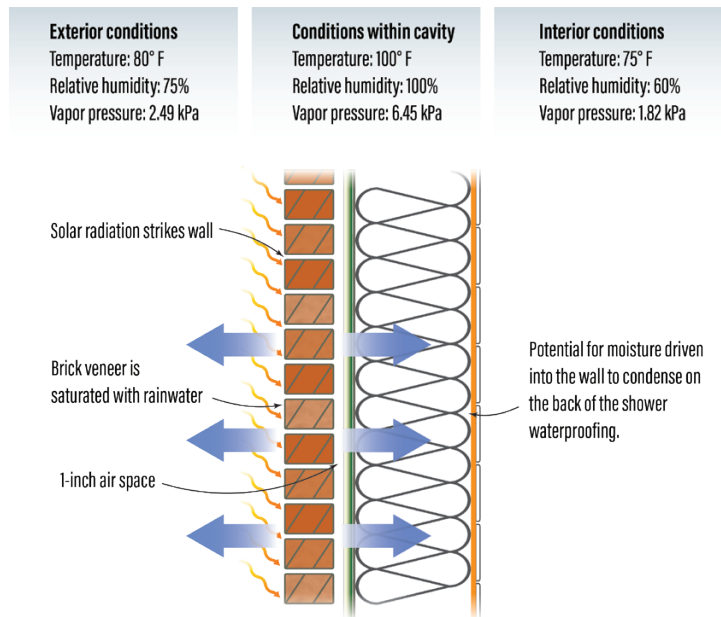 Exterior conditions
Temperature: 80° F
Relative humidity: 75%
Vapor pressure: 2.49 kPa
Conditions within cavity
Temperature: 100° F
Relative humidity: 100%
Vapor pressure: 6.45 kPa
Interior conditions
Temperature: 75° F
Relative humidity: 60%
Vapor pressure: 1.82 kPa
Solar radiation strikes wall
Brick veneer is
saturated with rainwater
1-inch air space
Potential for moisture driven
into the wall to condense on
the back of the shower
waterproofing.